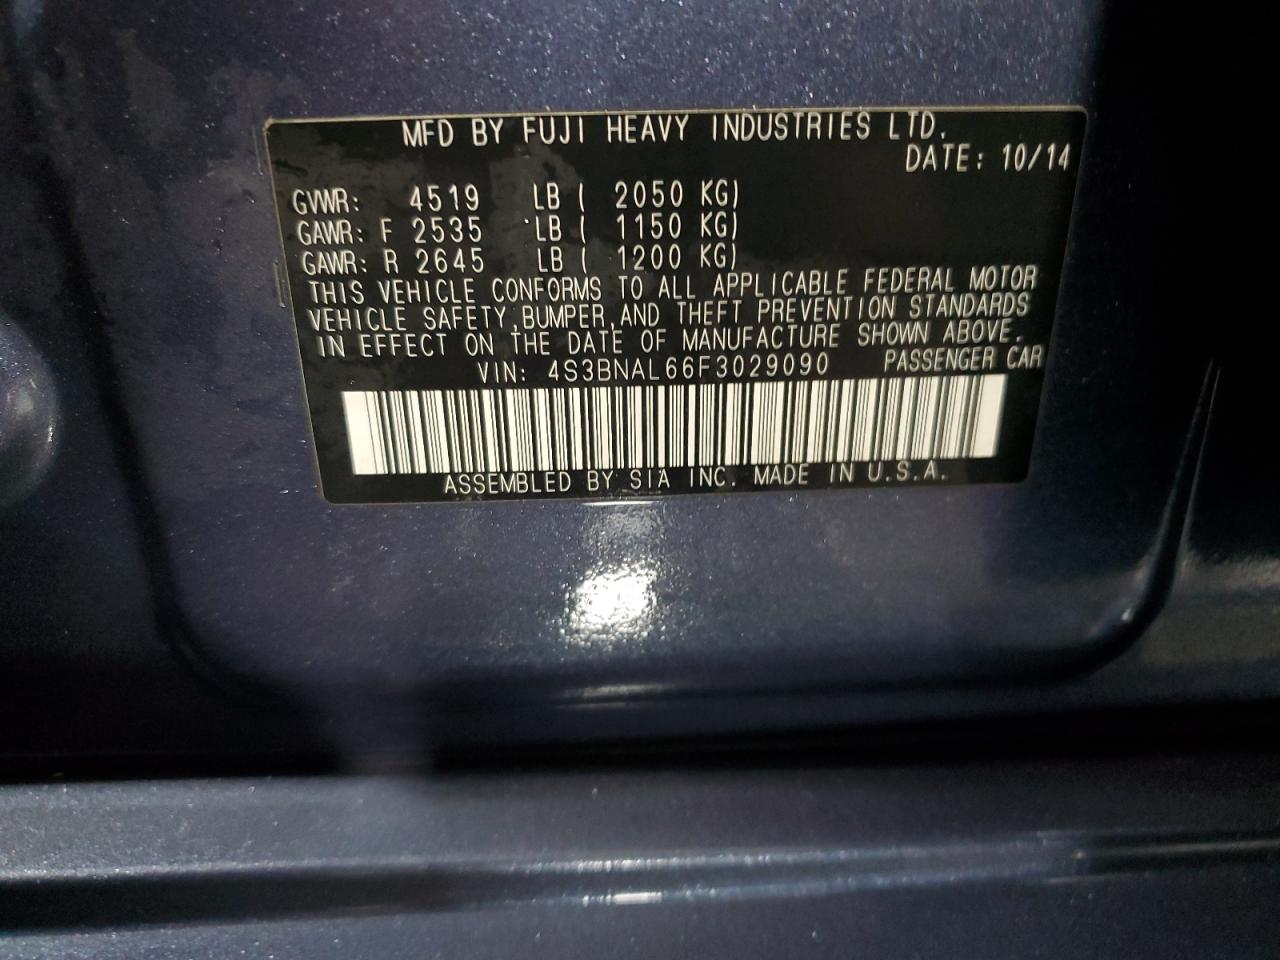 MFD BY FUJI HEAVY INDUSTRIES LTD.
DATE: 10/14
GVWR: 4519 LB ( 2050 KG)
GAWR: F 2535 LB ( 1150 KG)
GAWR: R 2645 LB ( 1200 KG)
THIS VEHICLE CONFORMS TO ALL APPLICABLE FEDERAL MOTOR
VEHICLE SAFETY, BUMPER, AND THEFT PREVENTION STANDARDS
IN EFFECT ON THE DATE OF MANUFACTURE SHOWN ABOVE.
VIN: 4S3BNAL66F3029090 PASSENGER CAR
ASSEMBLED BY SIA INC. MADE IN U.S.A.